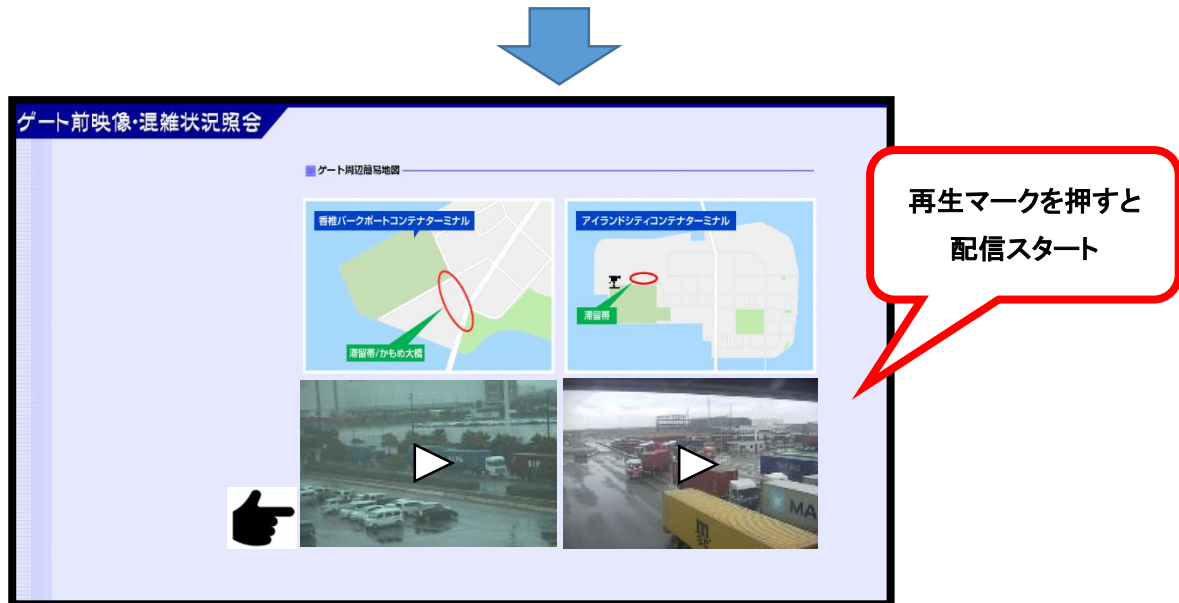 ゲート前映像・混雑状況照会
ゲート周辺簡易地図
香椎パークポートコンテナターミナル
アイランドシティコンテナターミナル
滞留帯/かもめ大橋
滞留帯
再生マークを押すと
配信スタート